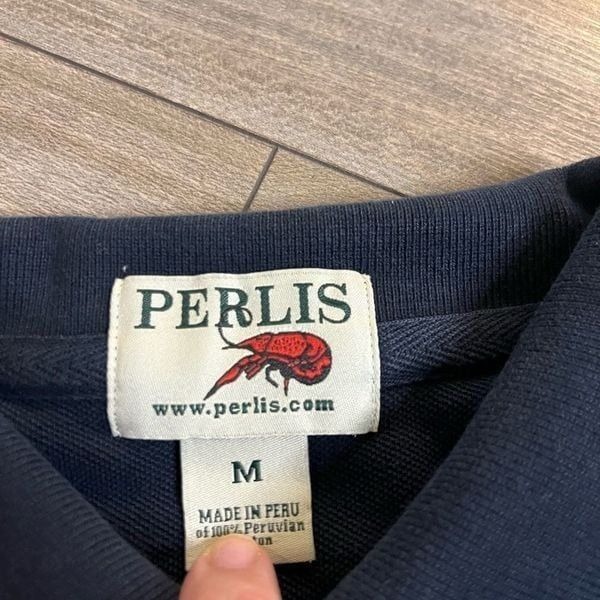 PERLIS
www.perlis.com
M
MADE IN PERU
of 100% Peruvian